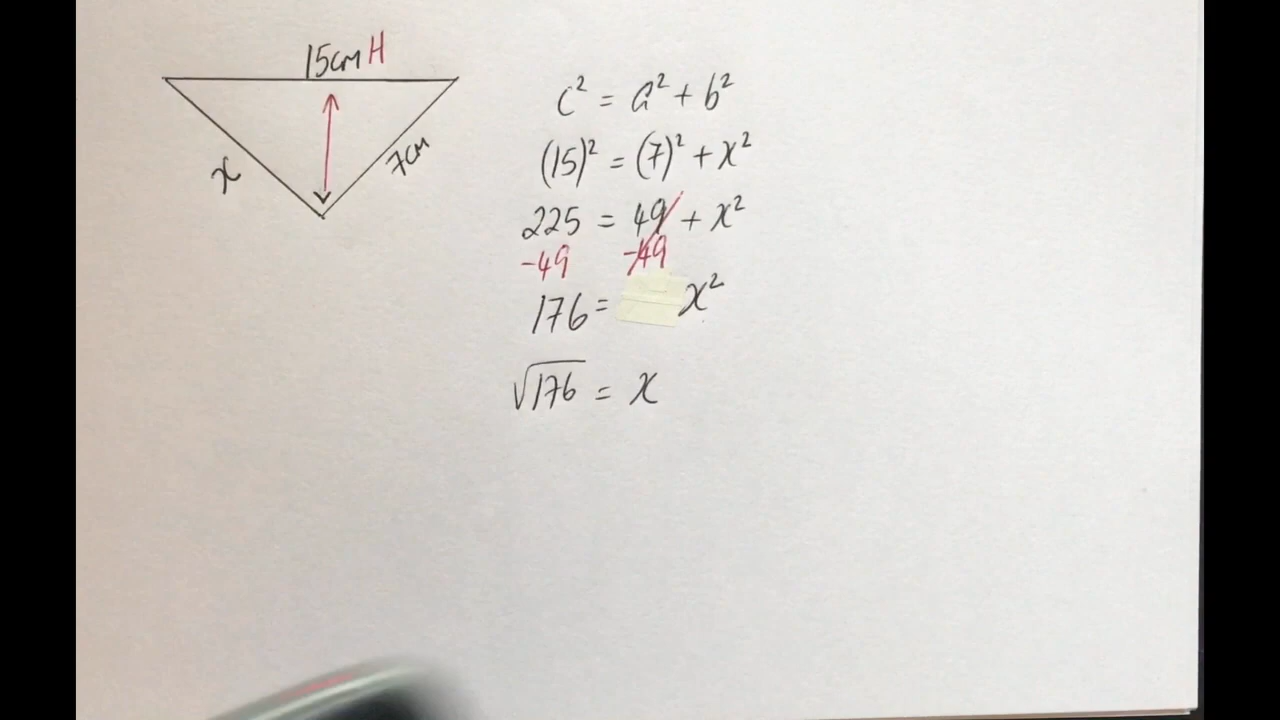 15cm H
x
7cm
c² = a² + b²
(15)² = (7)² + x²
225 = 49 + x²
-49 -49
176 = x²
√176 = x